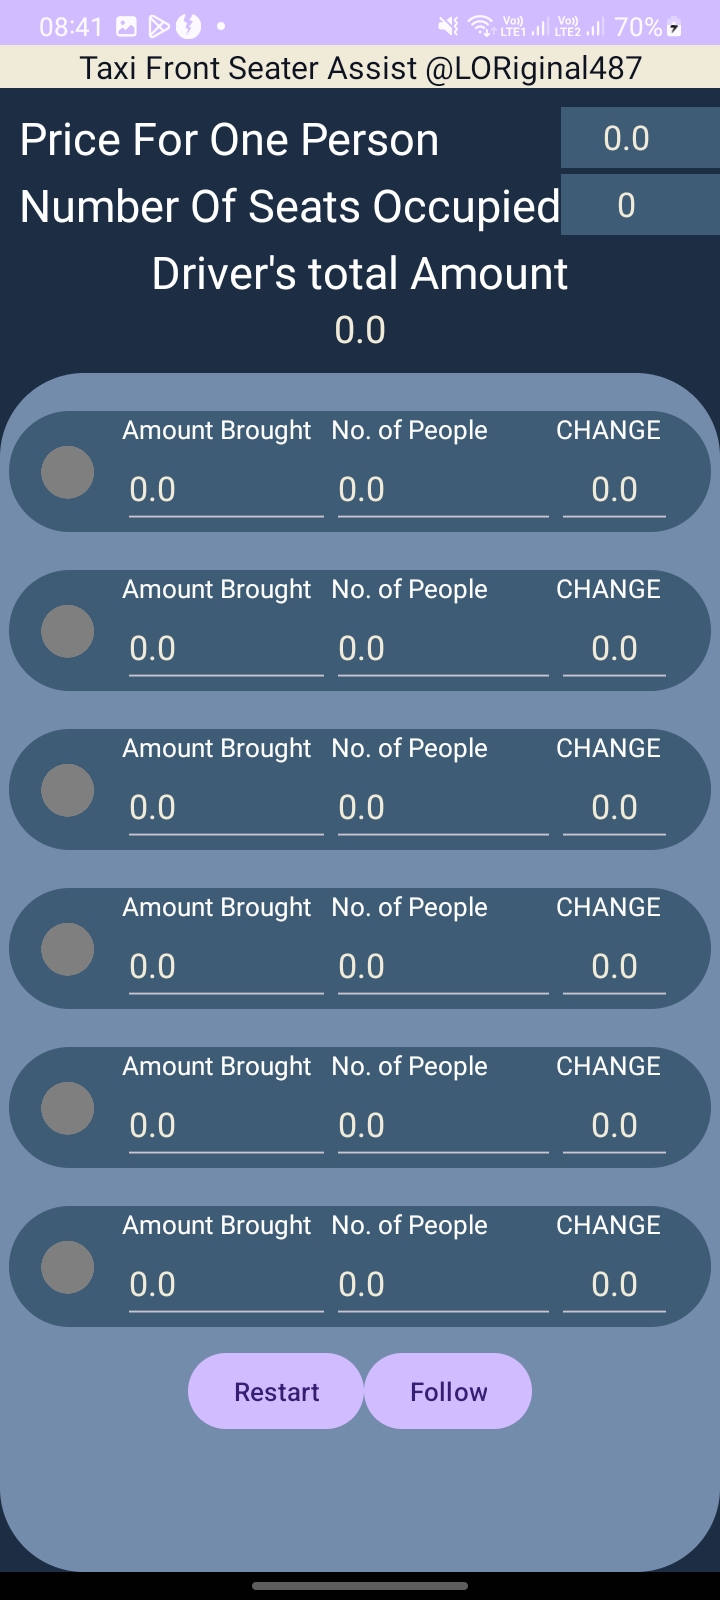 08:41 Vo)) LTE1 Vo)) LTE2 70%
Taxi Front Seater Assist @LORiginal487
Price For One Person 0.0
Number Of Seats Occupied 0
Driver's total Amount
0.0
Amount Brought No. of People CHANGE
0.0 0.0 0.0
Amount Brought No. of People CHANGE
0.0 0.0 0.0
Amount Brought No. of People CHANGE
0.0 0.0 0.0
Amount Brought No. of People CHANGE
0.0 0.0 0.0
Amount Brought No. of People CHANGE
0.0 0.0 0.0
Amount Brought No. of People CHANGE
0.0 0.0 0.0
Restart Follow